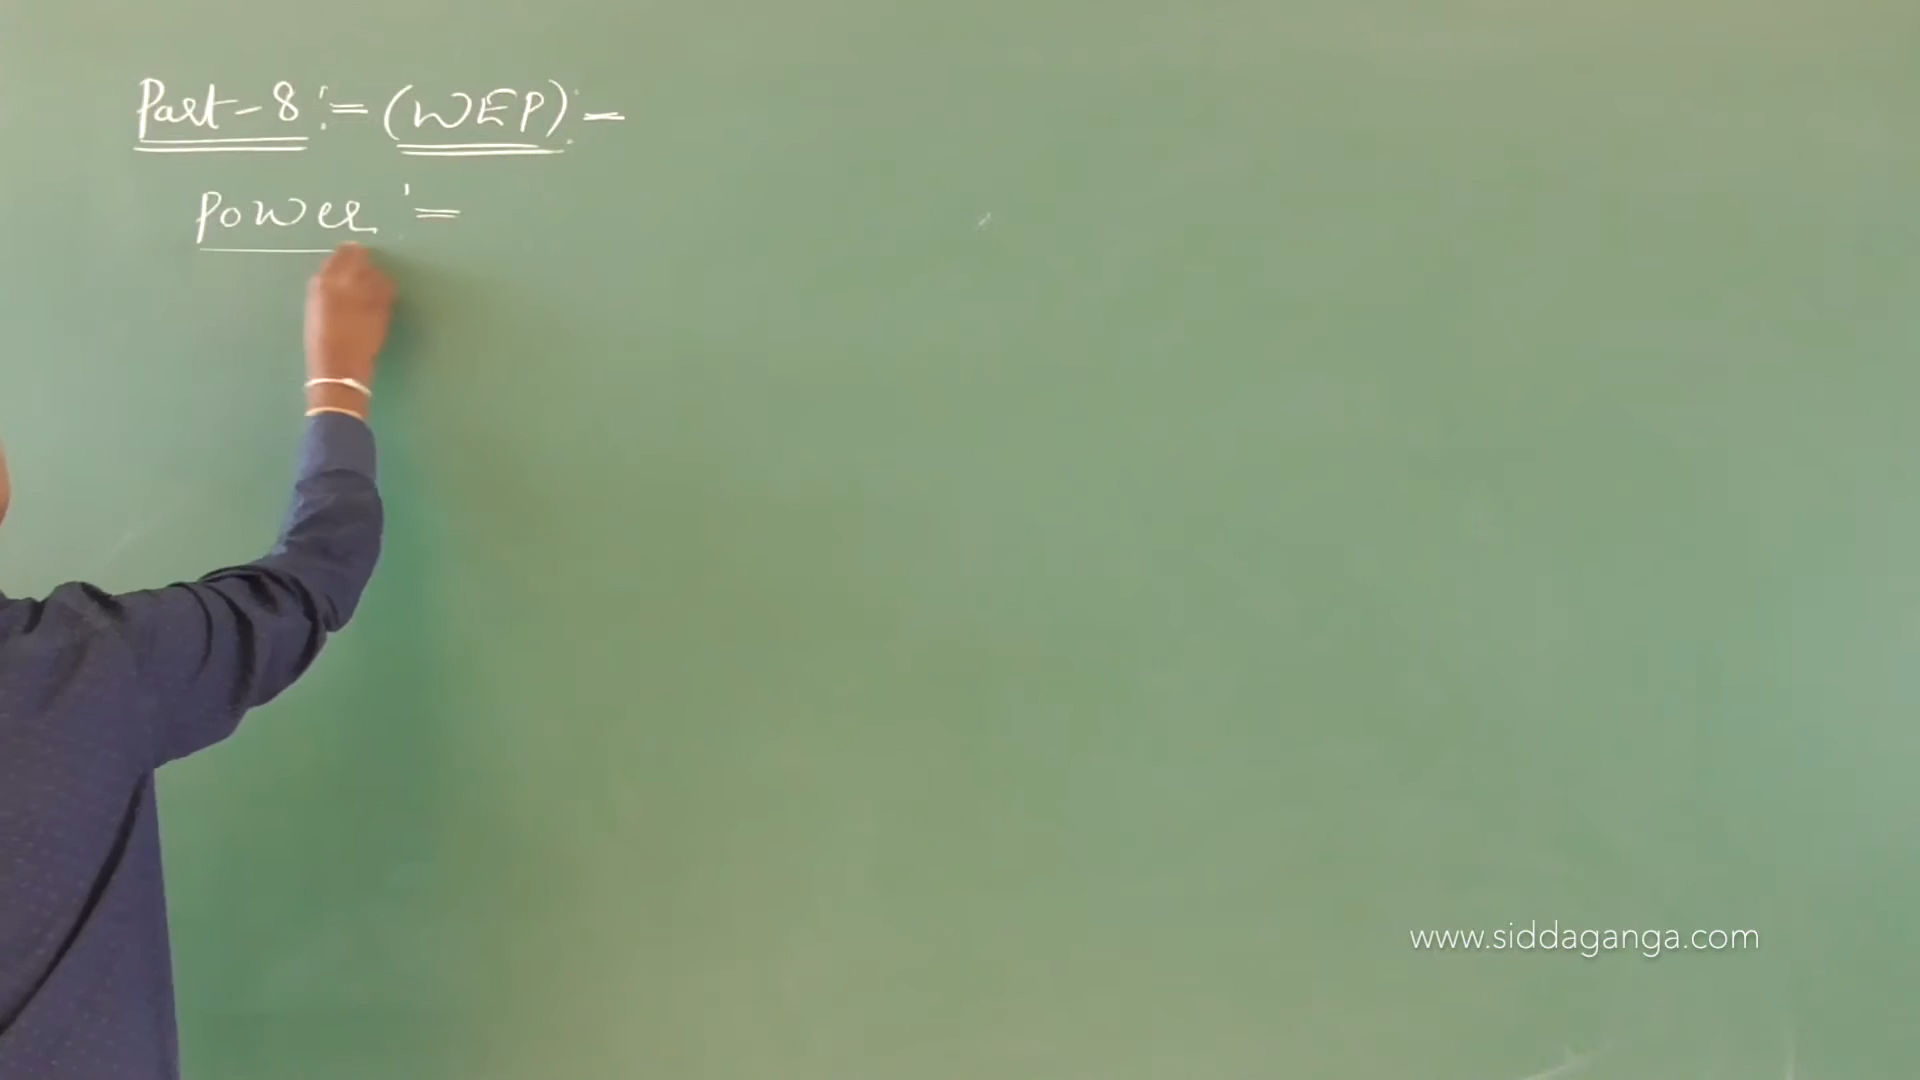 Part-8 := (WEP):-
Power :=
www.siddaganga.com